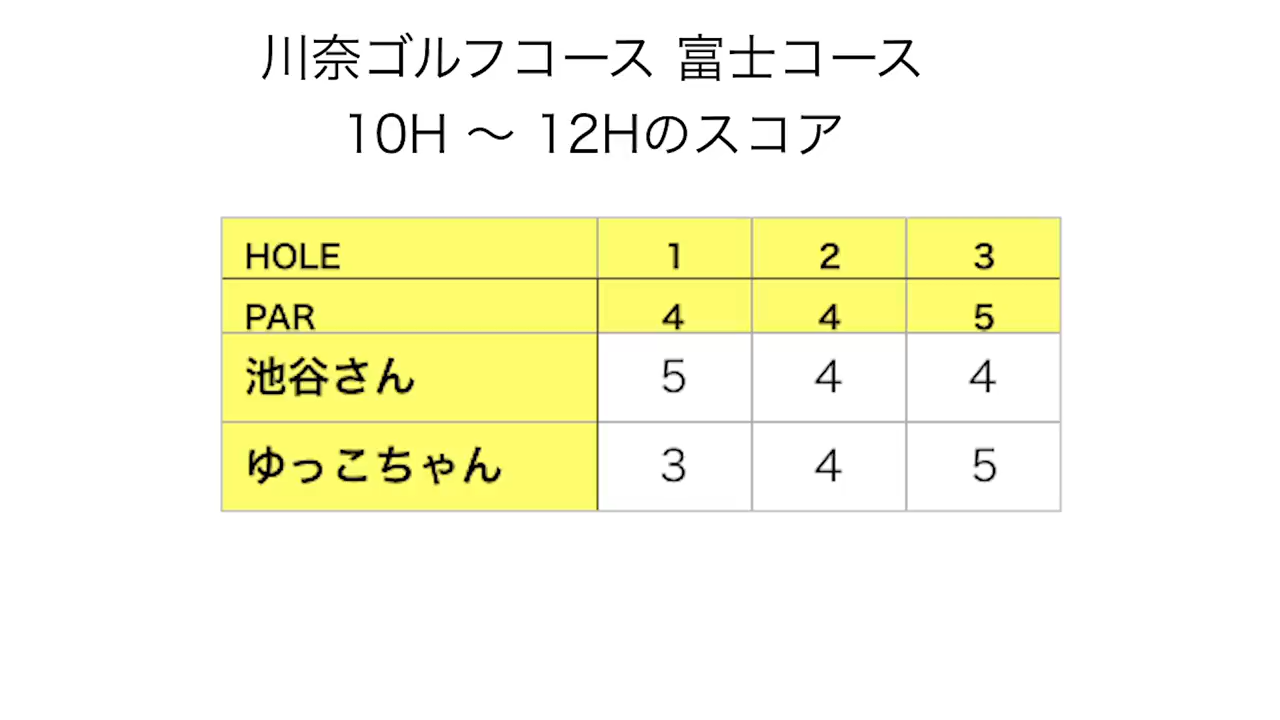 川奈ゴルフコース 富士コース
10H 〜 12Hのスコア
HOLE 1 2 3
PAR 4 4 5
池谷さん 5 4 4
ゆっこちゃん 3 4 5